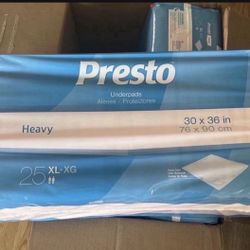 Presto
Underpads
Alèses - Protectores
Heavy
30 x 36 in
76 x 90 cm
25 XL-XG